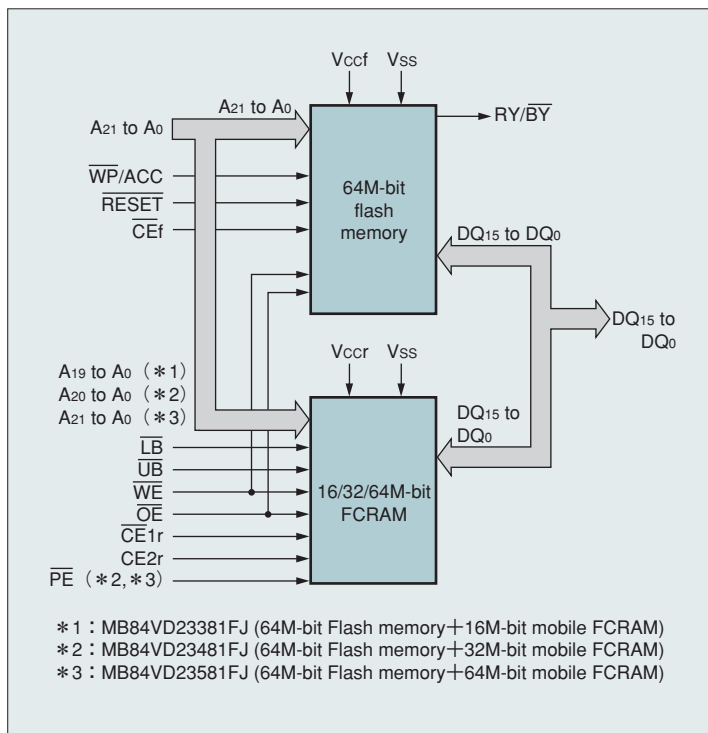 Vccf Vss
A21 to A0
A21 to A0
RY/BY
WP/ACC
RESET
CEf
64M-bit
flash
memory
DQ15 to DQ0
DQ15 to
DQ0
Vccr Vss
A19 to A0 (*1)
A20 to A0 (*2)
A21 to A0 (*3)
DQ15 to
DQ0
LB
UB
WE
OE
CE1r
CE2r
PE (*2,*3)
16/32/64M-bit
FCRAM
*1：MB84VD23381FJ (64M-bit Flash memory＋16M-bit mobile FCRAM)
*2：MB84VD23481FJ (64M-bit Flash memory＋32M-bit mobile FCRAM)
*3：MB84VD23581FJ (64M-bit Flash memory＋64M-bit mobile FCRAM)